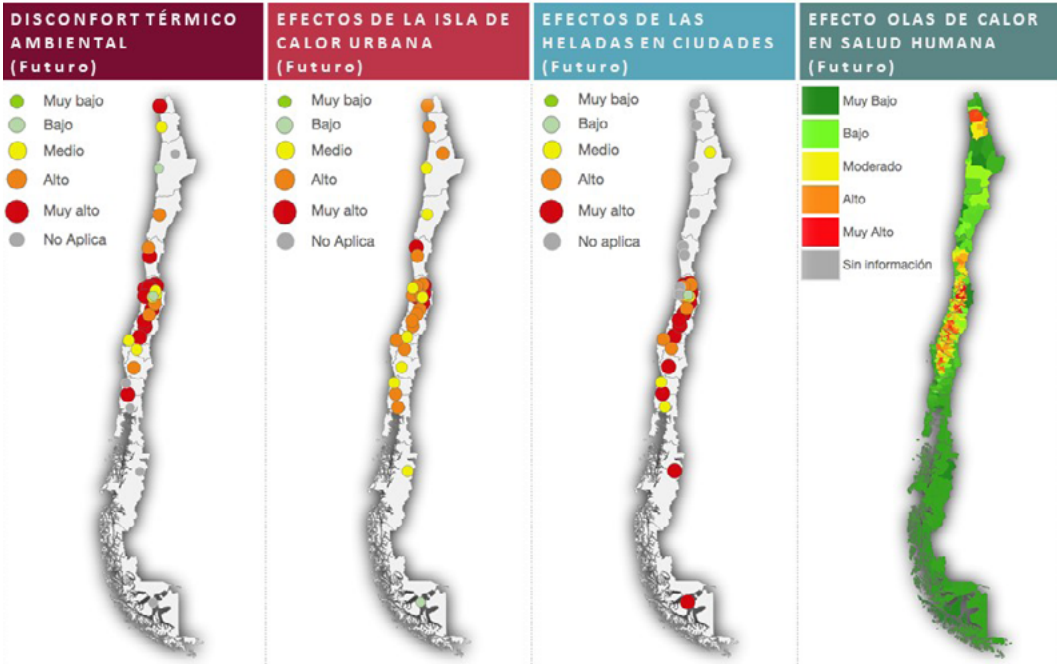 DISCONFORT TÉRMICO
AMBIENTAL
(Futuro)
Muy bajo
Bajo
Medio
Alto
Muy alto
No Aplica
EFECTOS DE LA ISLA DE
CALOR URBANA
(Futuro)
Muy bajo
Bajo
Medio
Alto
Muy alto
No Aplica
EFECTOS DE LAS
HELADAS EN CIUDADES
(Futuro)
Muy bajo
Bajo
Medio
Alto
Muy alto
No aplica
EFECTO OLAS DE CALOR
EN SALUD HUMANA
(Futuro)
Muy Bajo
Bajo
Moderado
Alto
Muy Alto
Sin información